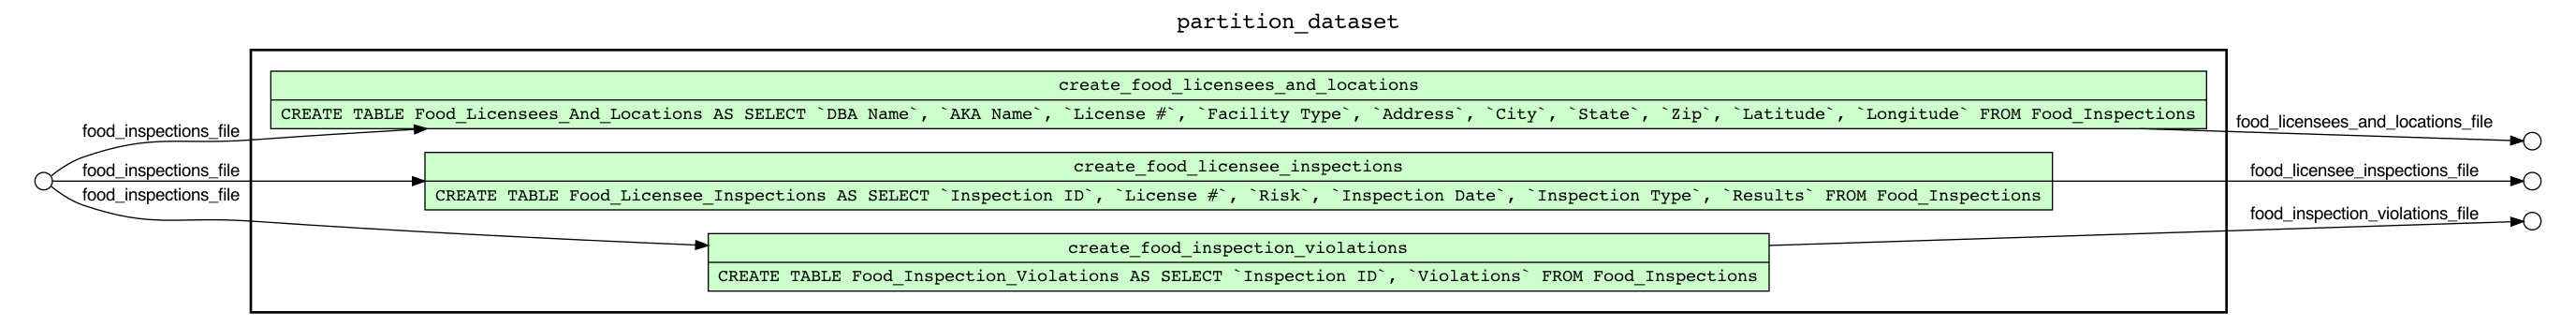 partition_dataset
create_food_licensees_and_locations
CREATE TABLE Food_Licensees_And_Locations AS SELECT `DBA Name`, `AKA Name`, `License #`, `Facility Type`, `Address`, `City`, `State`, `Zip`, `Latitude`, `Longitude` FROM Food_Inspections
food_inspections_file
food_licensees_and_locations_file
create_food_licensee_inspections
food_inspections_file
food_licensee_inspections_file
CREATE TABLE Food_Licensee_Inspections AS SELECT `Inspection ID`, `License #`, `Risk`, `Inspection Date`, `Inspection Type`, `Results` FROM Food_Inspections
food_inspections_file
food_inspection_violations_file
create_food_inspection_violations
CREATE TABLE Food_Inspection_Violations AS SELECT `Inspection ID`, `Violations` FROM Food_Inspections